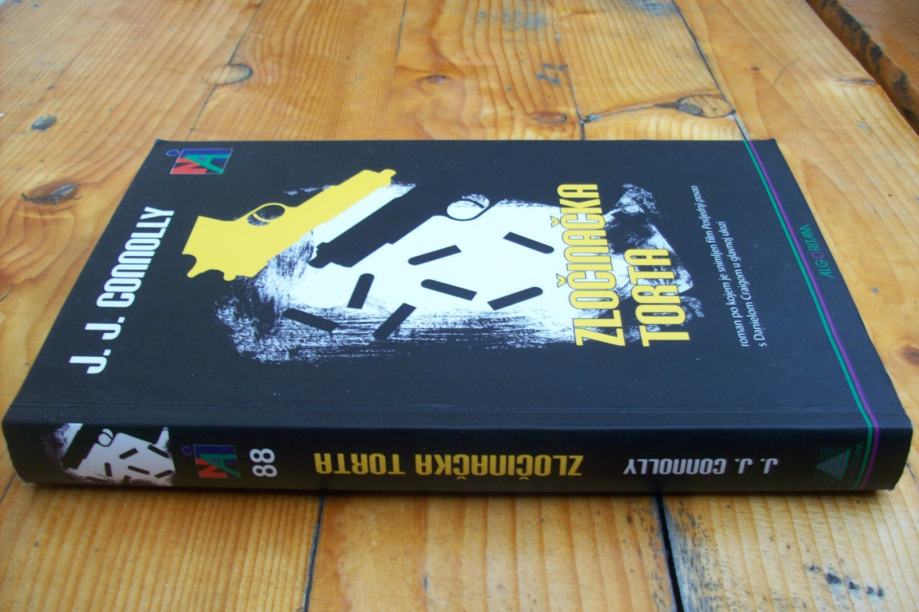 J. J. CONNOLLY
ZLOČINAČKA
TORTA
roman po kojem je snimljen film Posljednji posao
s Danielom Craigom u glavnoj ulozi
ALGORITAM
88
ZLOČINAČKA TORTA
J. J. CONNOLLY